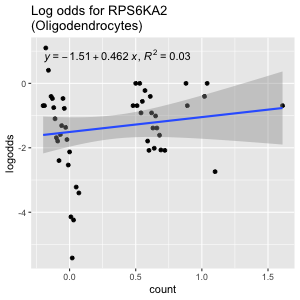 Log odds for RPS6KA2
(Oligodendrocytes)
y = −1.51 + 0.462 x, R² = 0.03
0
-2
-4
logodds
0.0 0.5 1.0 1.5
count